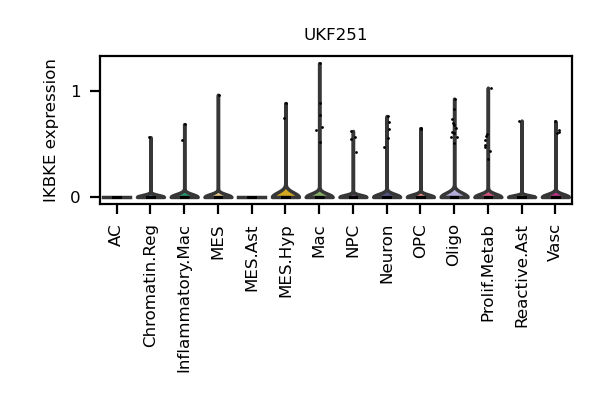 UKF251
IKBKE expression
1
0
AC
Chromatin.Reg
Inflammatory.Mac
MES
MES.Ast
MES.Hyp
Mac
NPC
Neuron
OPC
Oligo
Prolif.Metab
Reactive.Ast
Vasc